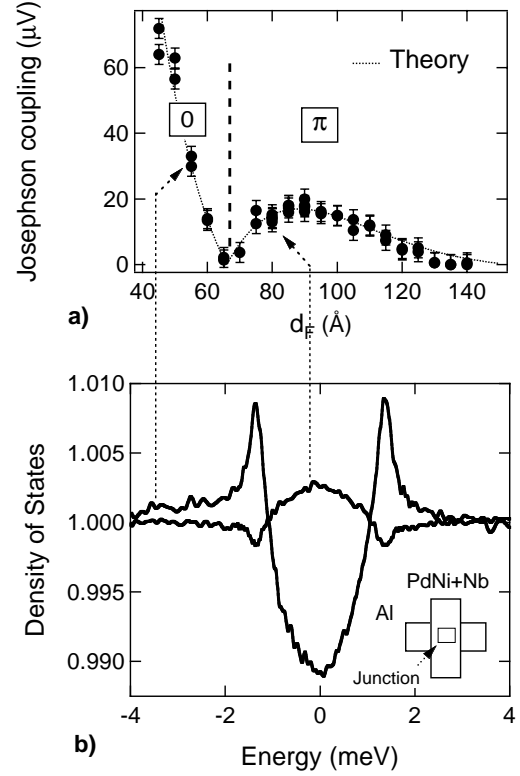 Josephson coupling (μV)
60
40
20
0
0
π
Theory
40
60
80
100
120
140
a)
d_F (Å)
1.010
1.005
1.000
0.995
0.990
Density of States
PdNi+Nb
Al
Junction
-4
-2
0
2
4
b)
Energy (meV)